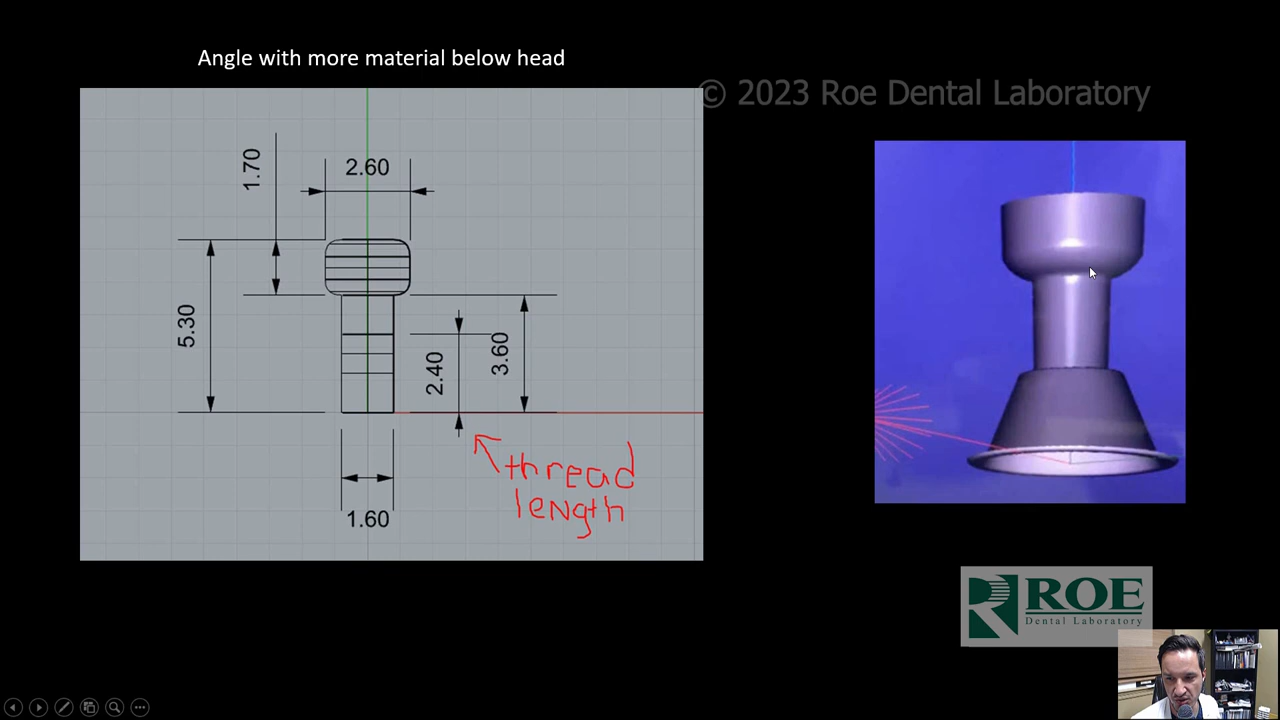 Angle with more material below head
© 2023 Roe Dental Laboratory
1.70
2.60
5.30
2.40
3.60
1.60
thread
length
R ROE
Dental Laboratory